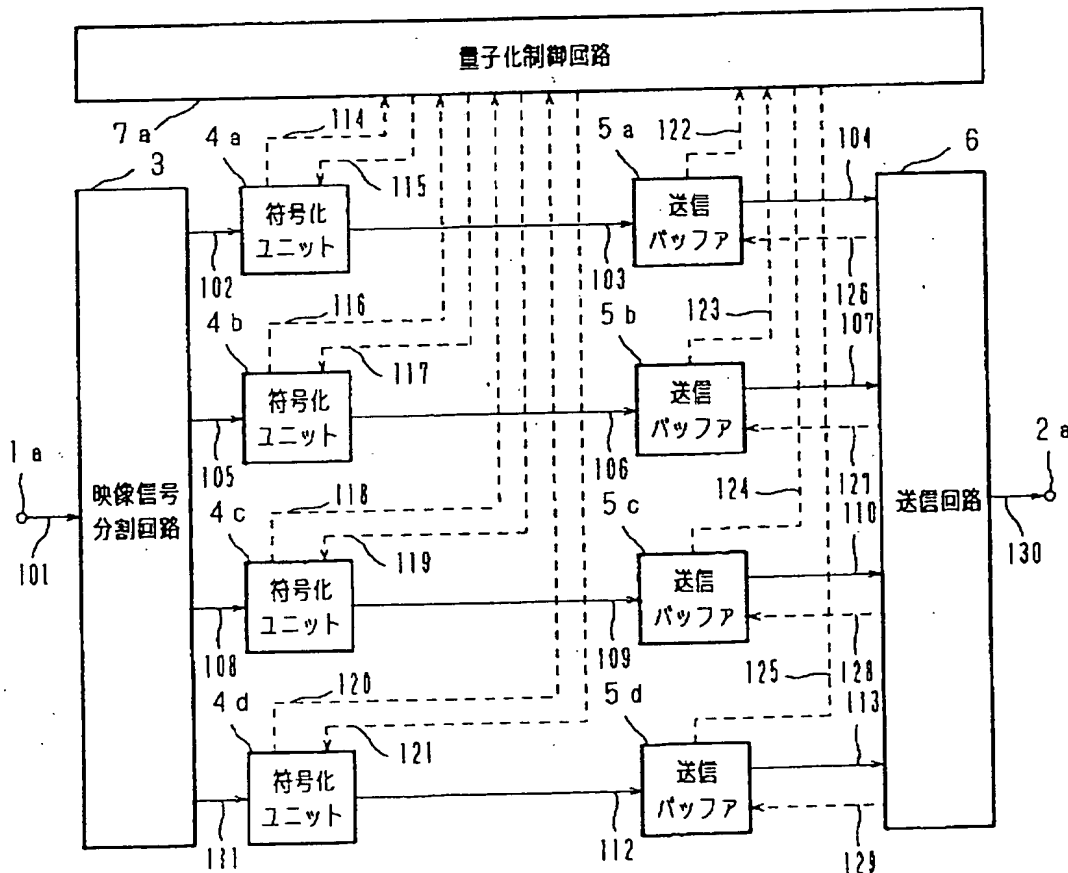 量子化制御回路
7a
114
122
5a
104
6
4a
3
115
符号化
ユニット
送信
バッファ
102
103
126
116
123
107
4b
5b
117
符号化
ユニット
送信
バッファ
1a
105
106
127
2a
映像信号
分割回路
送信回路
101
118
124
110
130
4c
5c
119
符号化
ユニット
送信
バッファ
108
109
128
120
125
113
4d
5d
121
符号化
ユニット
送信
バッファ
111
112
129